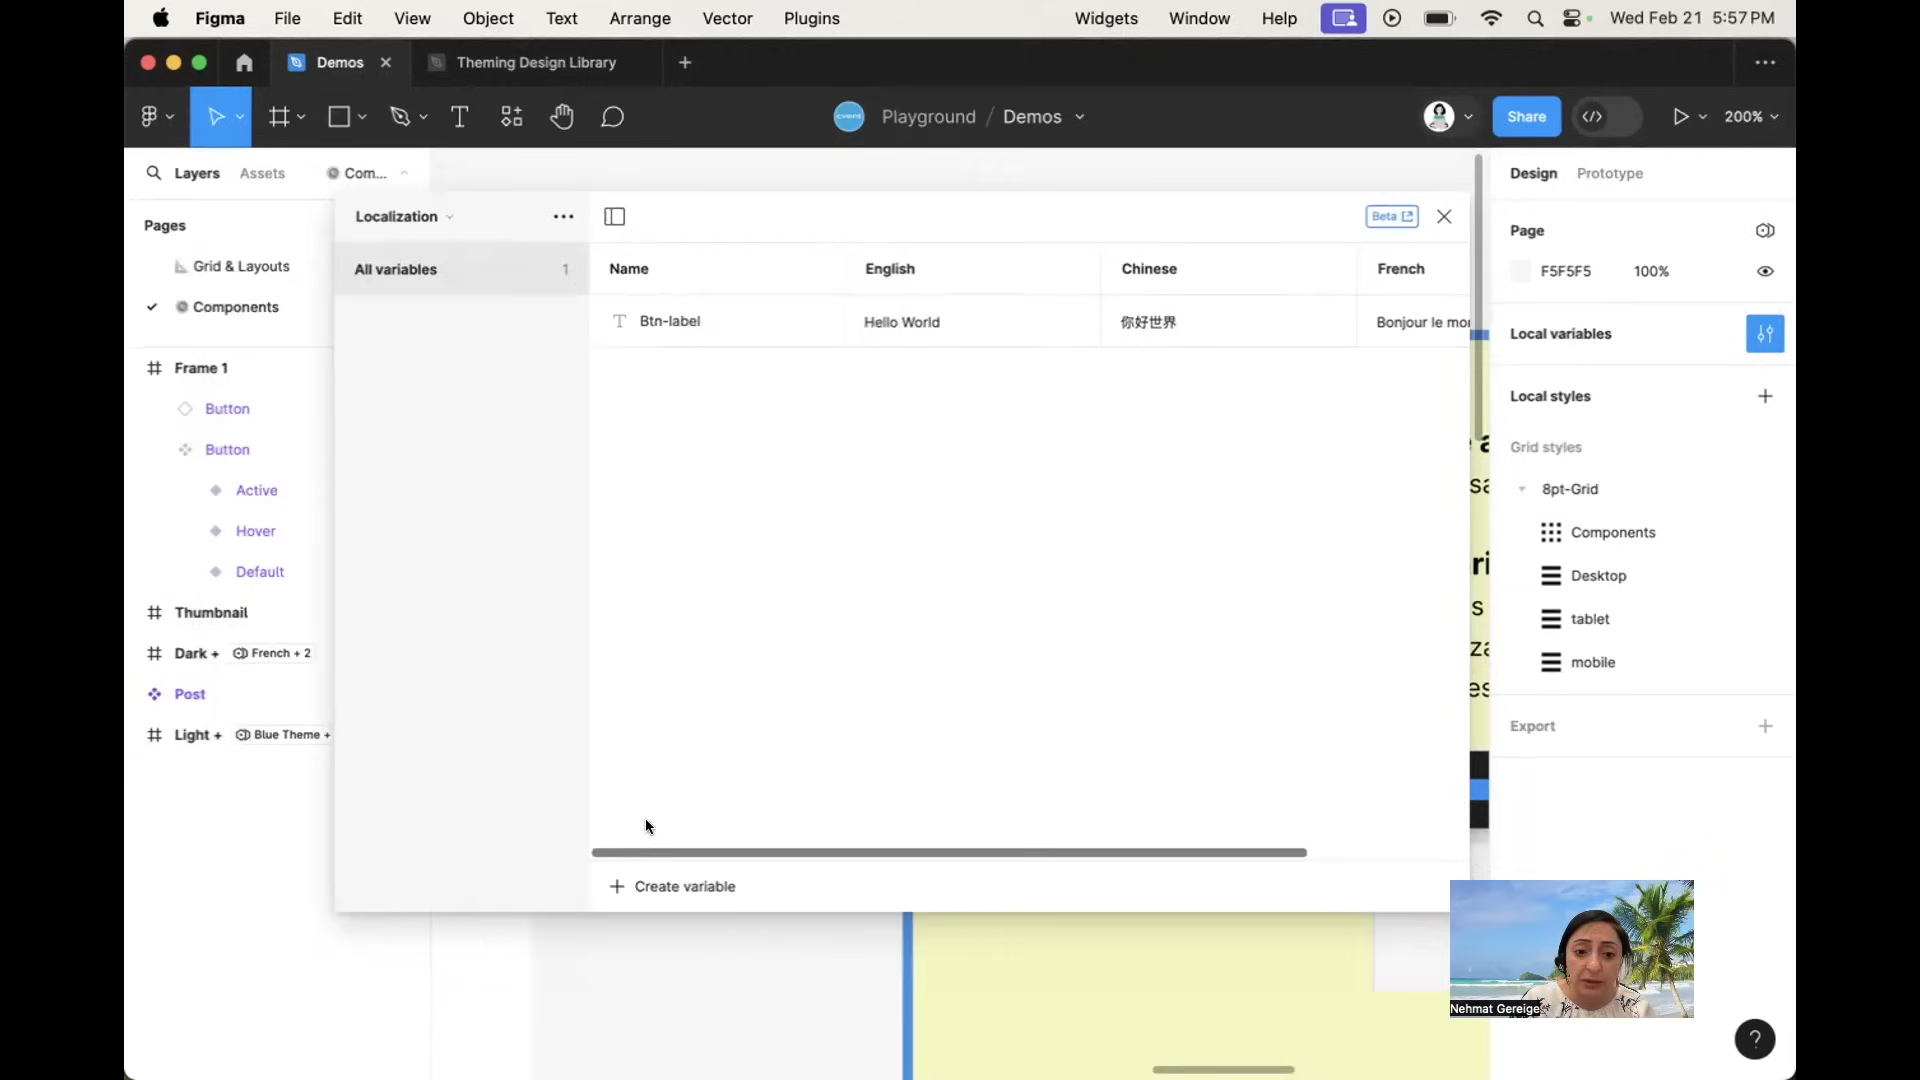 Figma File Edit View Object Text Arrange Vector Plugins Widgets Window Help Wed Feb 21 5:57 PM
Demos Theming Design Library
Playground / Demos Share 200%
Layers Assets Com... Design Prototype
Localization Beta
Pages Page
Grid & Layouts F5F5F5 100%
Components
All variables 1 Name English Chinese French
Btn-label Hello World 你好世界 Bonjour le mo
Local variables
Frame 1
Button
Button
Active
Hover
Default
Thumbnail
Dark + French + 2
Post
Light + Blue Theme +
Local styles
Grid styles
8pt-Grid
Components
Desktop
tablet
mobile
Export
Create variable
Nehmat Gereige
?